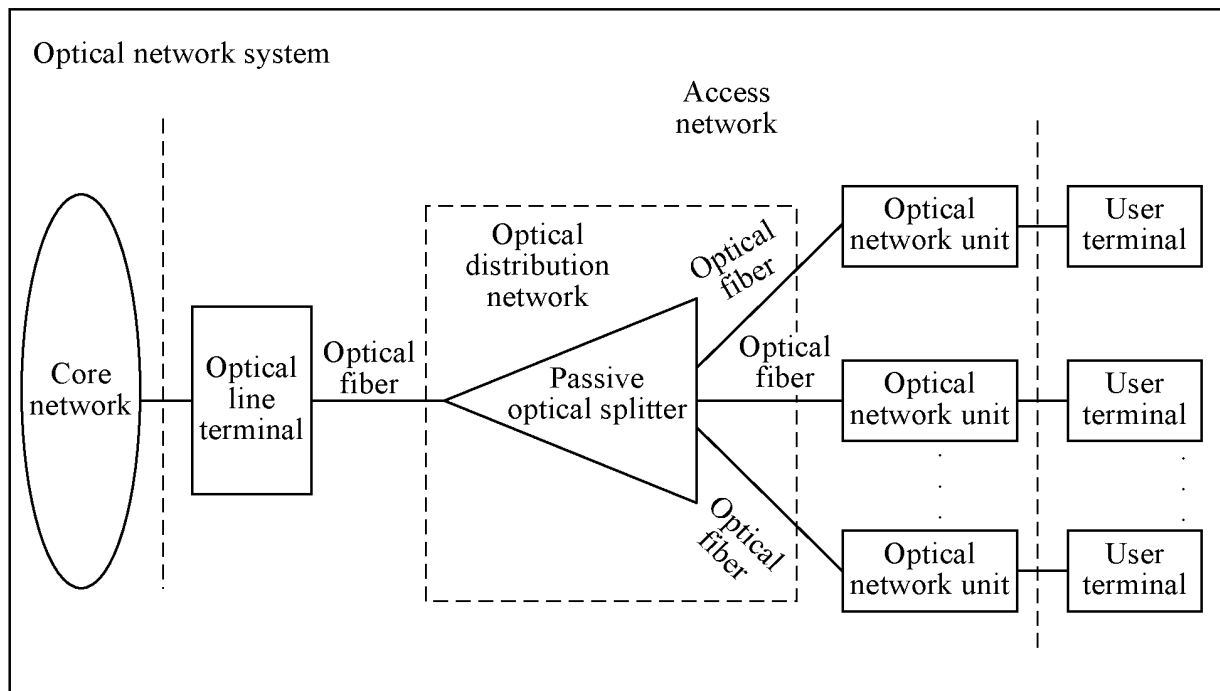 Optical network system
Access
network
Core
network
Optical
line
terminal
Optical
fiber
Optical
distribution
network
Passive
optical splitter
Optical
fiber
Optical
fiber
Optical
fiber
Optical
network unit
User
terminal
Optical
network unit
User
terminal
Optical
network unit
User
terminal